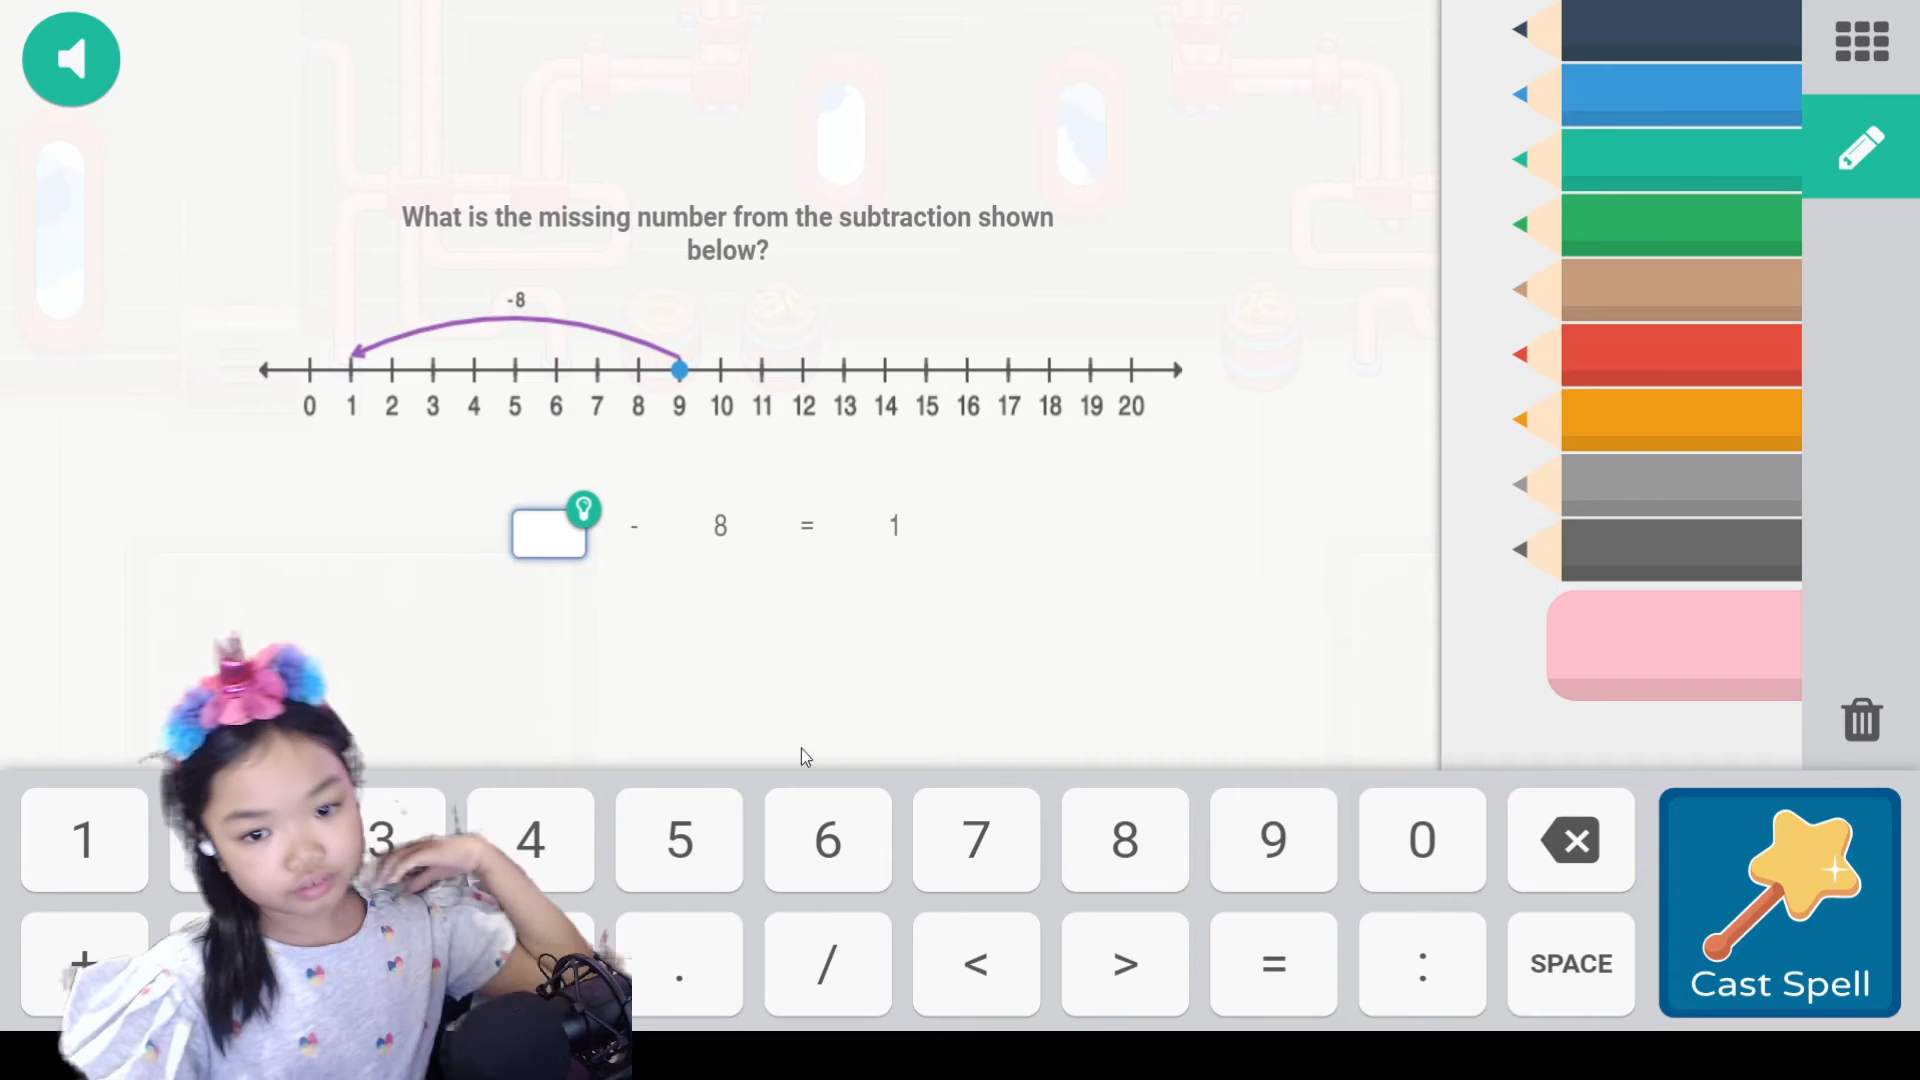 What is the missing number from the subtraction shown
below?
-8
0 1 2 3 4 5 6 7 8 9 10 11 12 13 14 15 16 17 18 19 20
- 8 = 1
1 3 4 5 6 7 8 9 0
+ . / < > = : SPACE
Cast Spell